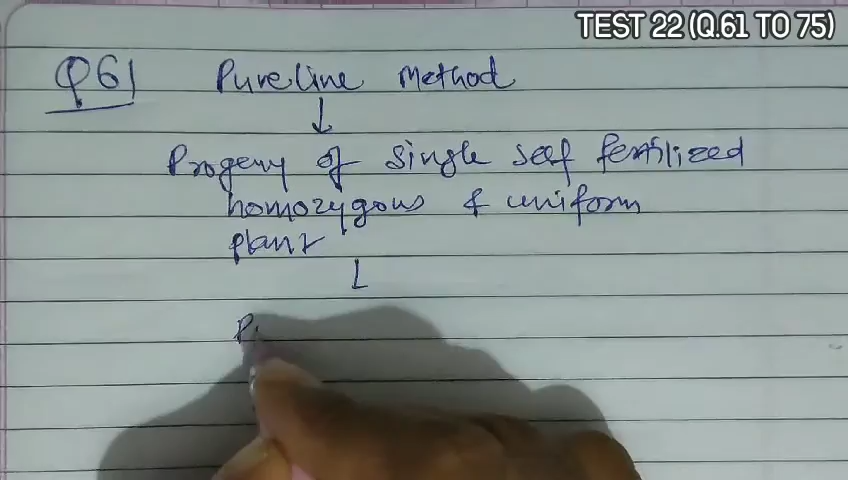 TEST 22 (Q.61 TO 75)
Q61 Pureline Method
Progeny of Single self fertilized
homozygous & uniform
plant
P